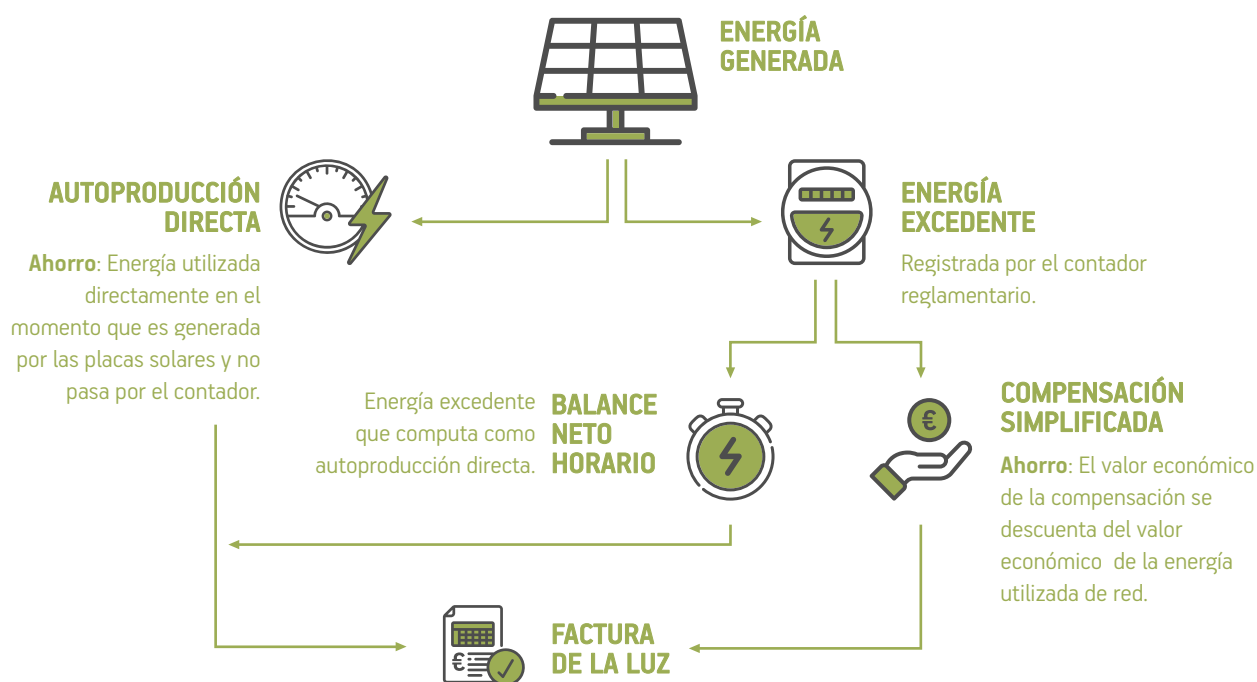 ENERGÍA
GENERADA
AUTOPRODUCCIÓN
DIRECTA
Ahorro: Energía utilizada
directamente en el
momento que es generada
por las placas solares y no
pasa por el contador.
ENERGÍA
EXCEDENTE
Registrada por el contador
reglamentario.
Energía excedente
que computa como
autoproducción directa.
BALANCE
NETO
HORARIO
€
COMPENSACIÓN
SIMPLIFICADA
Ahorro: El valor económico
de la compensación se
descuenta del valor
económico de la energía
utilizada de red.
€
FACTURA
DE LA LUZ